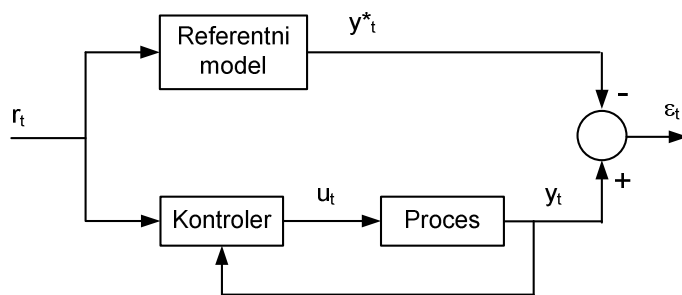 Referentni
model
y*t
-
rt
εt
+
Kontroler
ut
Proces
yt